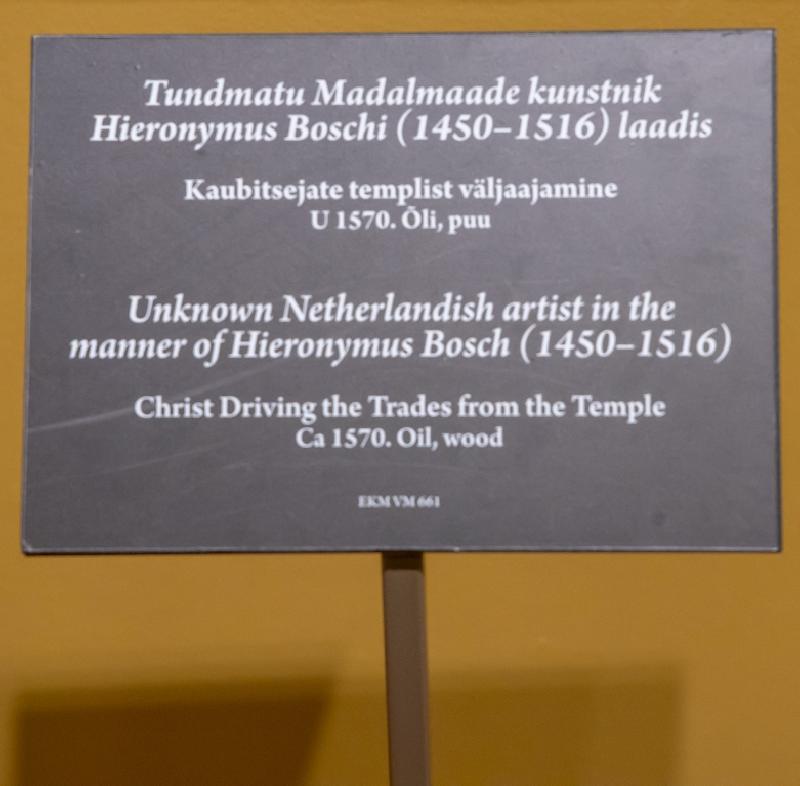 Tundmatu Madalmaade kunstnik
Hieronymus Boschi (1450–1516) laadis
Kaubitsejate templist väljaajamine
U 1570. Õli, puu
Unknown Netherlandish artist in the
manner of Hieronymus Bosch (1450–1516)
Christ Driving the Trades from the Temple
Ca 1570. Oil, wood
EKM VM 661